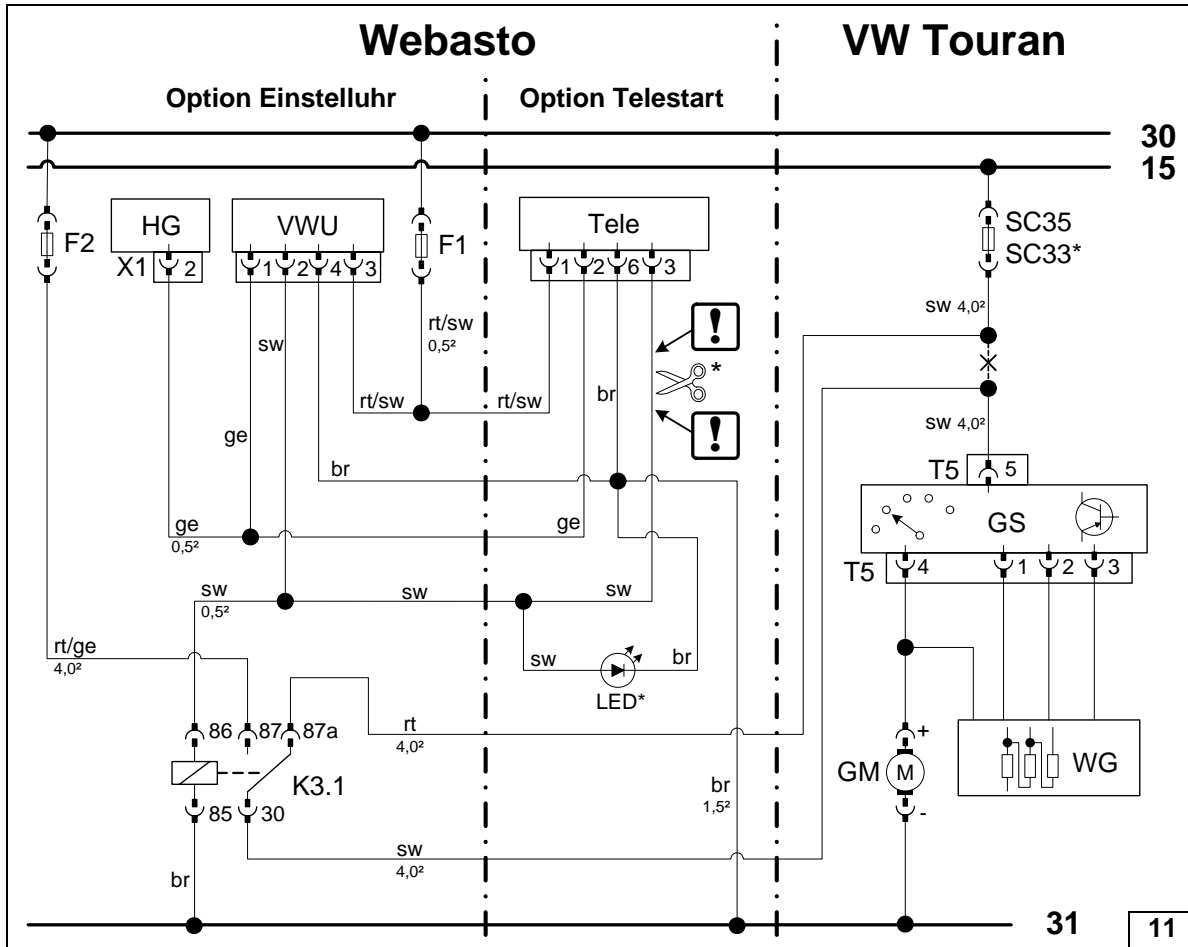 Webasto
VW Touran
Option Einstelluhr
Option Telestart
30
15
HG
VWU
Tele
F2
F1
SC35
SC33*
X1
2
1
2
4
3
1
2
6
3
rt/sw
0,5²
sw 4,0²
sw
!
*
br
rt/sw
rt/sw
ge
!
sw 4,0²
br
T5
5
GS
ge
0,5²
ge
T5
4
1
2
3
sw
0,5²
sw
sw
rt/ge
4,0²
sw
br
LED*
86
87
87a
rt
4,0²
+
WG
GM
M
K3.1
br
1,5²
85
30
-
sw
4,0²
br
31
11